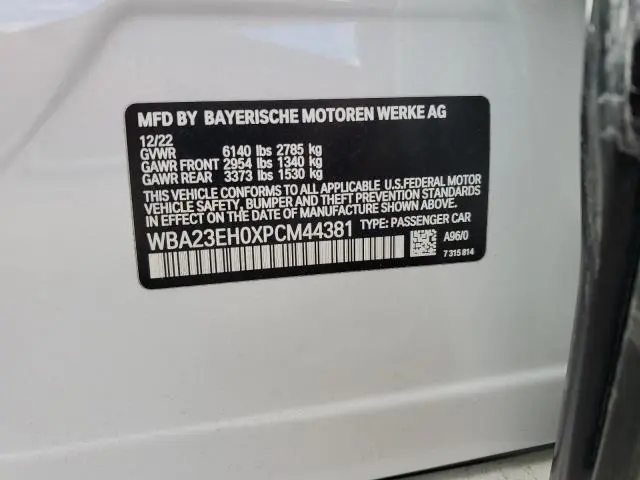 MFD BY BAYERISCHE MOTOREN WERKE AG
12/22
GVWR 6140 lbs 2785 kg
GAWR FRONT 2954 lbs 1340 kg
GAWR REAR 3373 lbs 1530 kg
THIS VEHICLE CONFORMS TO ALL APPLICABLE U.S.FEDERAL MOTOR
VEHICLE SAFETY, BUMPER AND THEFT PREVENTION STANDARDS
IN EFFECT ON THE DATE OF MANUFACTURE SHOWN ABOVE.
WBA23EH0XPCM44381 TYPE: PASSENGER CAR
A96/0
7 315 814